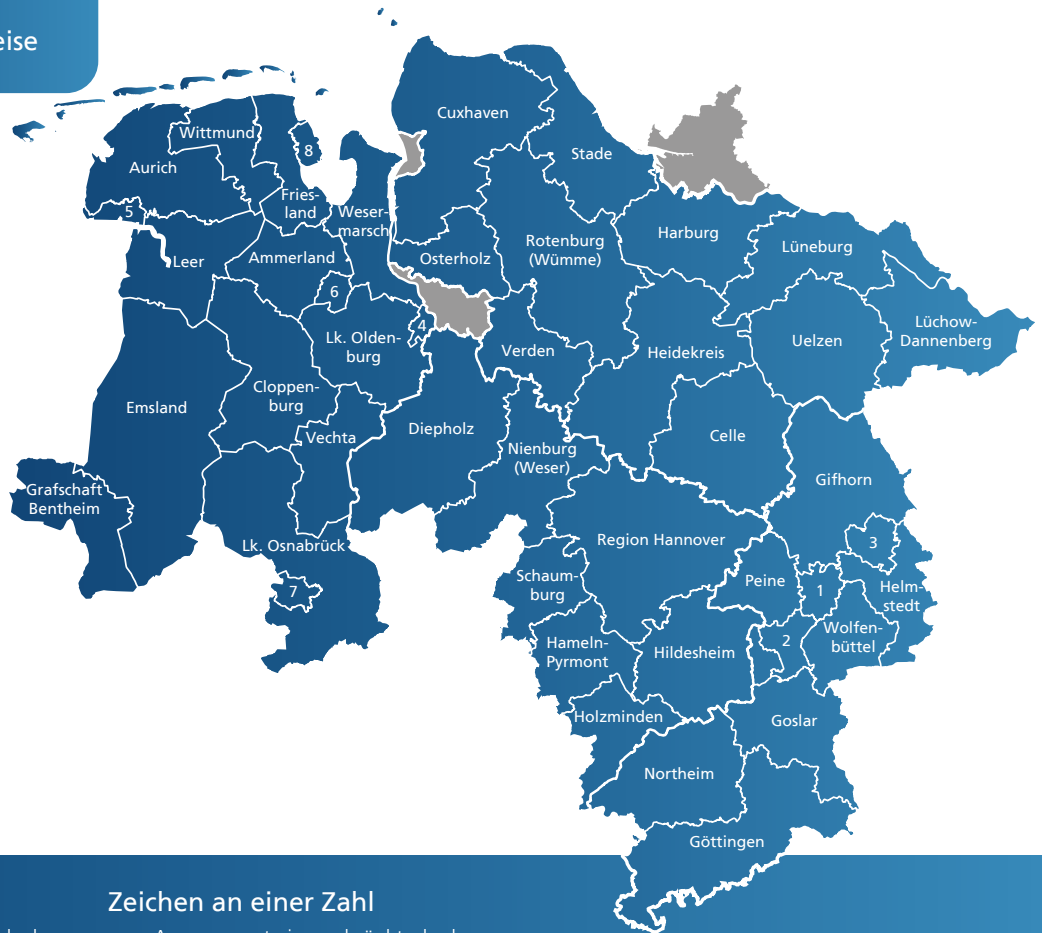 eise
Cuxhaven
Wittmund
8
Stade
Aurich
Fries-
land
Weser-
marsch
5
Harburg
Rotenburg
(Wümme)
Lüneburg
Leer
Ammerland
Osterholz
6
4
Lüchow-
Dannenberg
Lk. Olden-
burg
Verden
Heidekreis
Uelzen
Cloppen-
burg
Emsland
Vechta
Diepholz
Celle
Nienburg
(Weser)
Gifhorn
Grafschaft
Bentheim
Lk. Osnabrück
Region Hannover
3
Schaum-
burg
Peine
1
Helm-
stedt
7
Hameln-
Pyrmont
Hildesheim
2
Wolfen-
büttel
Holzminden
Goslar
Northeim
Göttingen
Zeichen an einer Zahl